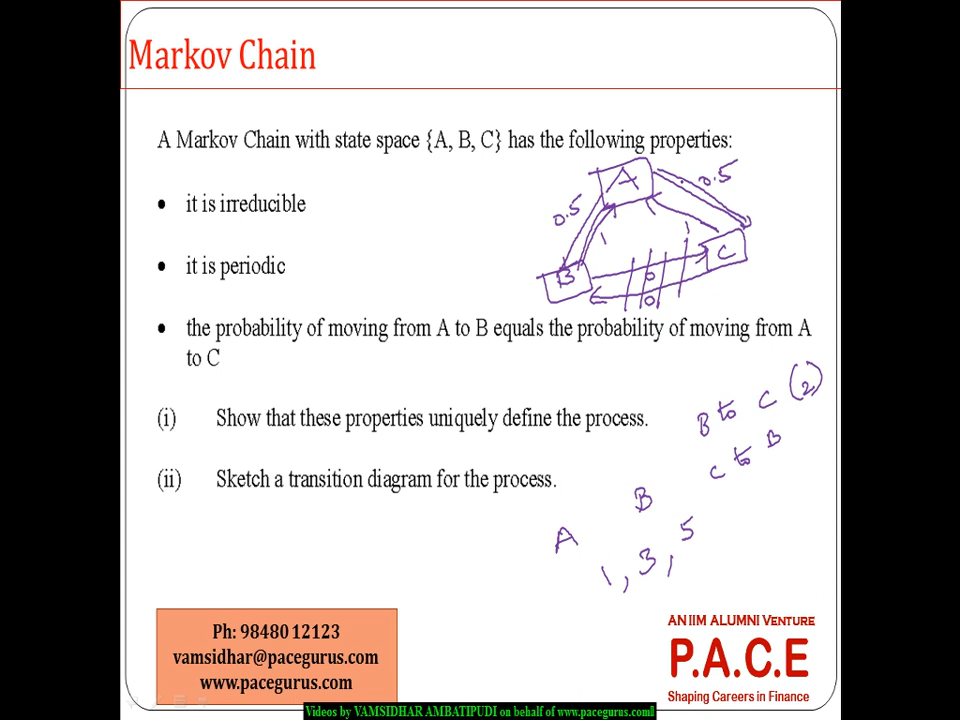 Markov Chain
A Markov Chain with state space {A, B, C} has the following properties:
• it is irreducible
• it is periodic
• the probability of moving from A to B equals the probability of moving from A
to C
(i) Show that these properties uniquely define the process.
(ii) Sketch a transition diagram for the process.
A
0.5
0.5
1
1
B
C
0
0
B to C (2)
C to B
A
B
1, 3, 5
Ph: 98480 12123
vamsidhar@pacegurus.com
www.pacegurus.com
AN IIM ALUMNI VENTURE
P.A.C.E
Shaping Careers in Finance
Videos by VAMSIDHAR AMBATIPUDI on behalf of www.pacegurus.com